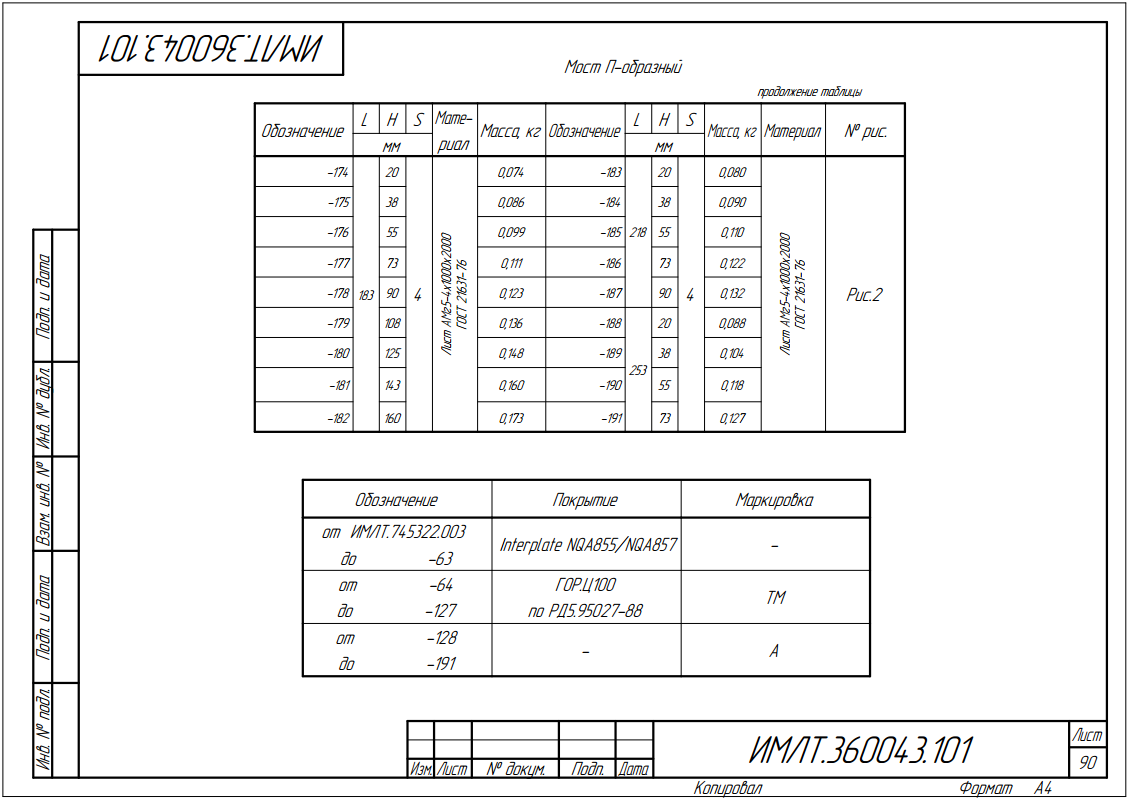 ИМЛТ.360043.101
Мост П-образный
продолжение таблицы
Обозначение L H S Мате- Масса, кг Обозначение L H S Масса, кг Материал № рис.
мм риал мм
-174 20 0,074 -183 20 0,080
-175 38 0,086 -184 38 0,090
-176 55 0,099 -185 218 55 0,110
-177 73 0,111 -186 73 0,122
-178 183 90 4 0,123 -187 90 4 0,132 Рис.2
-179 108 0,136 -188 20 0,088
-180 125 0,148 -189 38 0,104
253
-181 143 0,160 -190 55 0,118
-182 160 0,173 -191 73 0,127
Лист АМг5-4х1000х2000
ГОСТ 21631-76
Лист АМг5-4х1000х2000
ГОСТ 21631-76
Обозначение Покрытие Маркировка
от ИМЛТ.745322.003
Interplate NQA855/NQA857 -
до -63
от -64 ГОР.Ц100
ТМ
до -127 по РД5.95027-88
от -128
- А
до -191
Подп. и дата
Инв. № дубл.
Взам. инв. №
Подп. и дата
Инв. № подл.
Изм. Лист № докум. Подп. Дата
ИМЛТ.360043.101
Лист
90
Копировал Формат А4